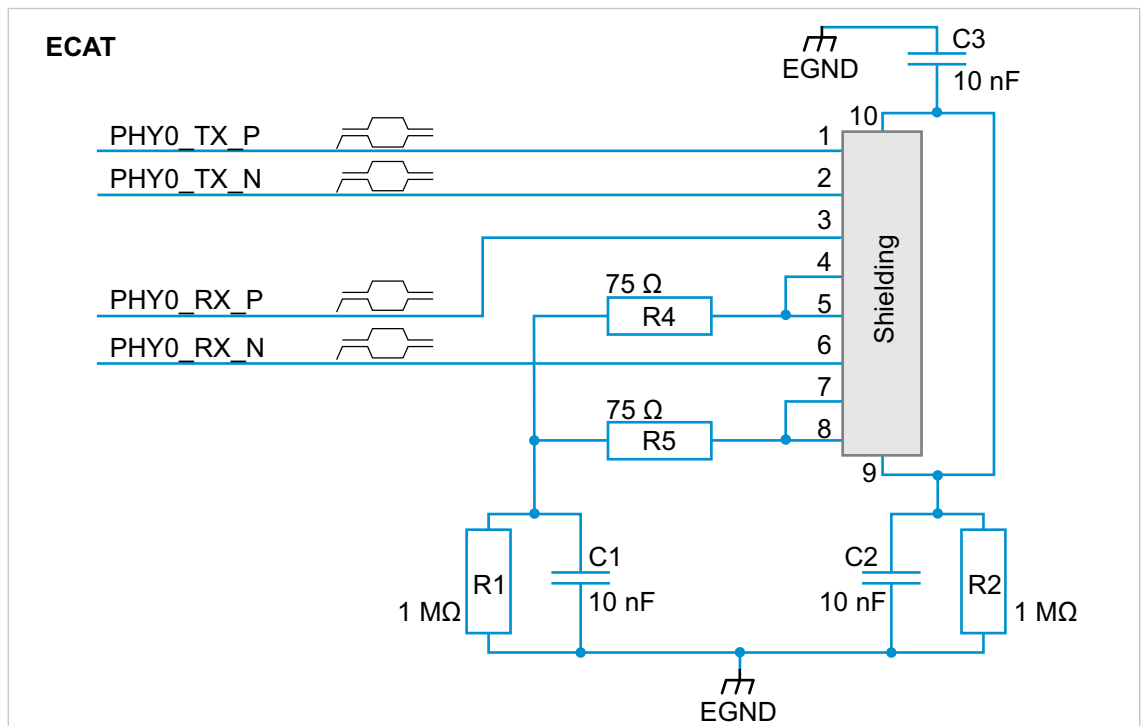 ECAT
C3
EGND
10 nF
10
PHY0_TX_P
1
PHY0_TX_N
2
3
4
75 Ω
PHY0_RX_P
R4
5
Shielding
PHY0_RX_N
6
7
75 Ω
R5
8
9
C1
C2
R1
R2
10 nF
10 nF
1 MΩ
1 MΩ
EGND